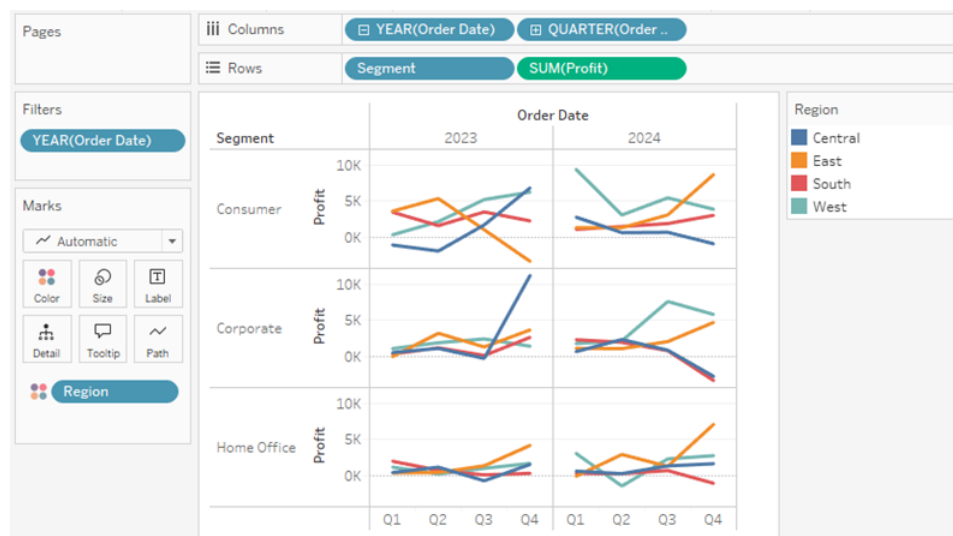 Pages
Columns
YEAR(Order Date)
QUARTER(Order ..
Rows
Segment
SUM(Profit)
Filters
YEAR(Order Date)
Marks
Automatic
Color
Size
Label
Detail
Tooltip
Path
Region
Order Date
Segment
2023
2024
Consumer
Profit
10K
5K
0K
Corporate
Profit
10K
5K
0K
Home Office
Profit
10K
5K
0K
Q1 Q2 Q3 Q4 Q1 Q2 Q3 Q4
Region
Central
East
South
West